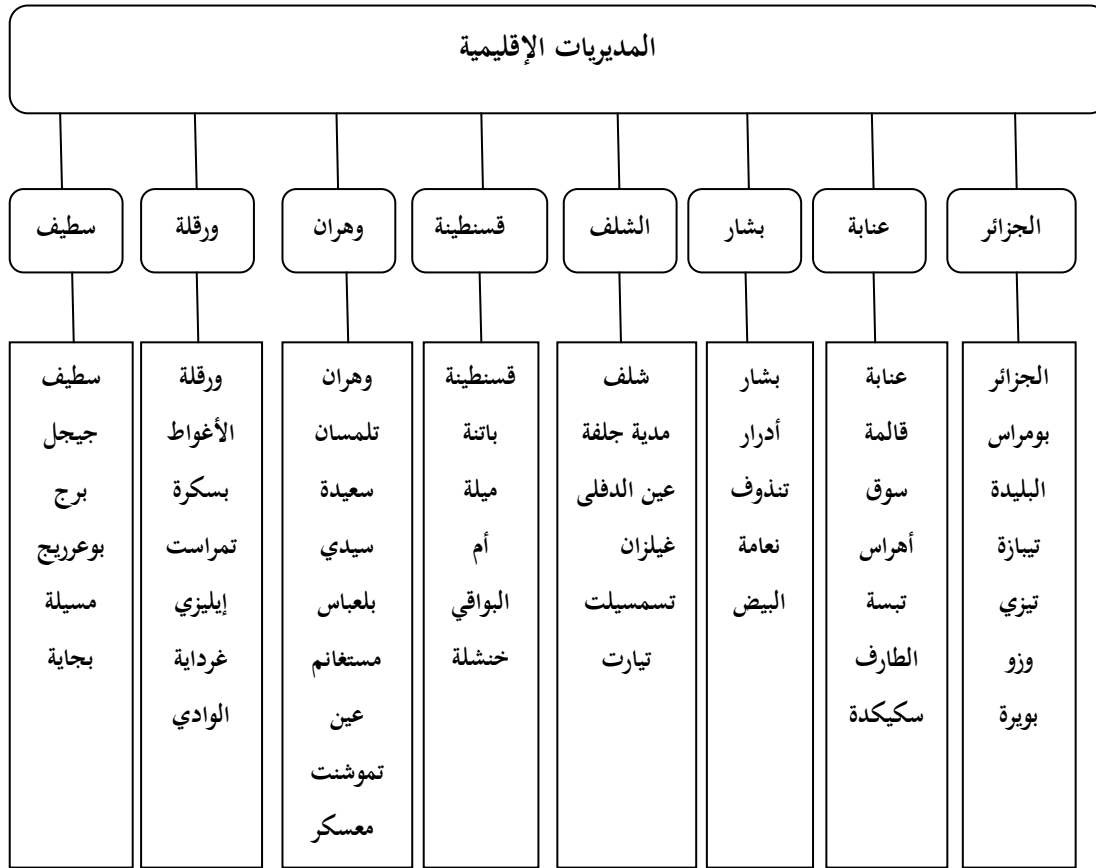 المديريات الإقليمية
الجزائر
عنابة
بشار
الشلف
قسنطينة
وهران
ورقلة
سطيف
الجزائر
بومراس
البليدة
تيبازة
تيزي
وزو
بويرة
عنابة
قالمة
سوق
أهراس
تبسة
الطارف
سكيكدة
بشار
أدرار
تنذوف
نعامة
البيض
شلف
مدية جلفة
عين الدفلى
غيلزان
تسمسيلت
تيارت
قسنطينة
باتنة
ميلة
أم
البواقي
خنشلة
وهران
تلمسان
سعيدة
سيدي
بلعباس
مستغانم
عين
تموشنت
معسكر
ورقلة
الأغواط
بسكرة
تمراست
إيليزي
غرداية
الوادي
سطيف
جيجل
برج
بوعرريج
مسيلة
بجاية